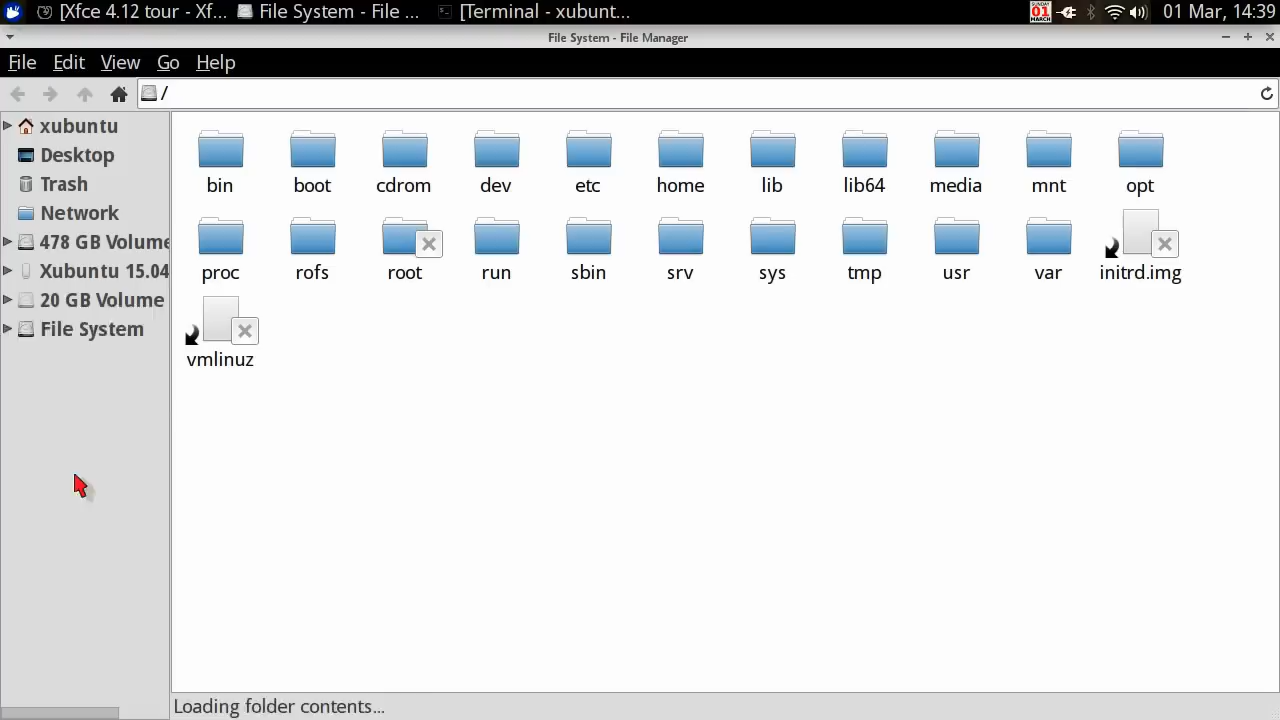 [Xfce 4.12 tour - Xf... File System - File ... [Terminal - xubunt... SUNDAY 01 MARCH 01 Mar, 14:39
File System - File Manager
File Edit View Go Help
/
xubuntu
Desktop
Trash
Network
478 GB Volume
Xubuntu 15.04
20 GB Volume
File System
bin boot cdrom dev etc home lib lib64 media mnt opt
proc rofs root run sbin srv sys tmp usr var initrd.img
vmlinuz
Loading folder contents...